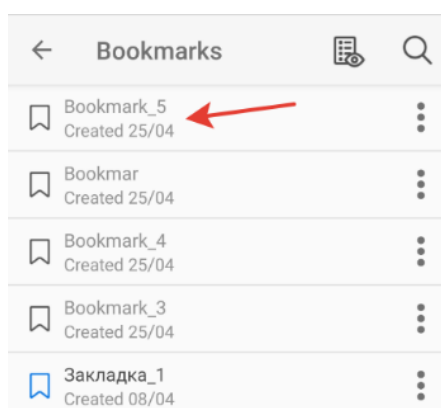 Bookmarks
Bookmark_5
Created 25/04
Bookmar
Created 25/04
Bookmark_4
Created 25/04
Bookmark_3
Created 25/04
Закладка_1
Created 08/04